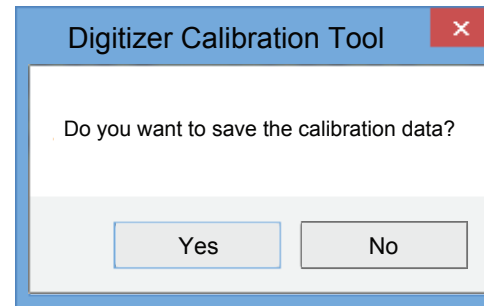 Digitizer Calibration Tool
Do you want to save the calibration data?
Yes
No